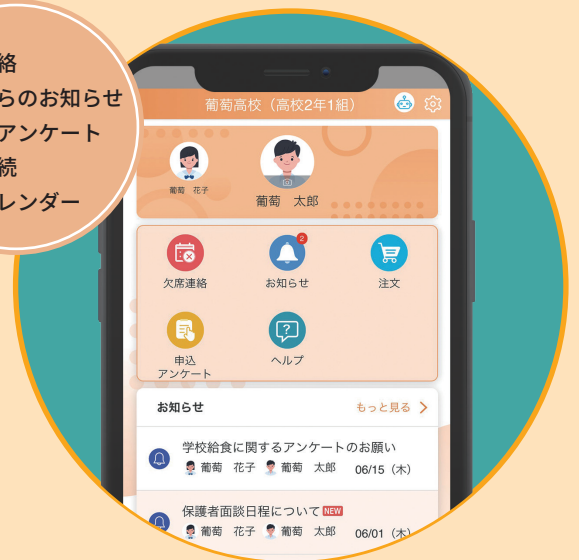 絡
らのお知らせ
アンケート
続
レンダー
葡萄高校（高校2年1組）
葡萄　花子
葡萄　太郎
2
欠席連絡
お知らせ
注文
申込
アンケート
ヘルプ
お知らせ
もっと見る
学校給食に関するアンケートのお願い
葡萄　花子 葡萄　太郎 06/15（木）
保護者面談日程について NEW
葡萄　花子 葡萄　太郎 06/01（木）